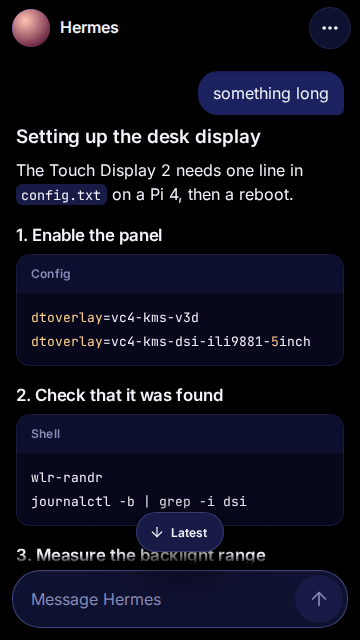 Hermes
something long
Setting up the desk display
The Touch Display 2 needs one line in
config.txt on a Pi 4, then a reboot.
1. Enable the panel
Config
dtoverlay=vc4-kms-v3d
dtoverlay=vc4-kms-dsi-ili9881-5inch
2. Check that it was found
Shell
wlr-randr
journalctl -b | grep -i dsi
Latest
3. Measure the backlight range
Message Hermes